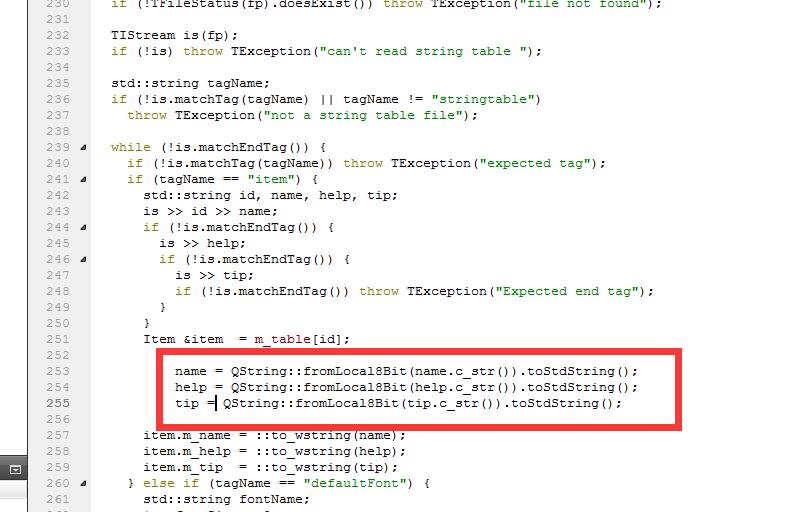 230 if (!TFileStatus(fp).doesExist()) throw TException("file not found");
231
232 TIStream is(fp);
233 if (!is) throw TException("can't read string table ");
234
235 std::string tagName;
236 if (!is.matchTag(tagName) || tagName != "stringtable")
237 throw TException("not a string table file");
238
239 while (!is.matchEndTag()) {
240 if (!is.matchTag(tagName)) throw TException("expected tag");
241 if (tagName == "item") {
242 std::string id, name, help, tip;
243 is >> id >> name;
244 if (!is.matchEndTag()) {
245 is >> help;
246 if (!is.matchEndTag()) {
247 is >> tip;
248 if (!is.matchEndTag()) throw TException("Expected end tag");
249 }
250 }
251 Item &item  = m_table[id];
252
253 name = QString::fromLocal8Bit(name.c_str()).toStdString();
254 help = QString::fromLocal8Bit(help.c_str()).toStdString();
255 tip = QString::fromLocal8Bit(tip.c_str()).toStdString();
256
257 item.m_name = ::to_wstring(name);
258 item.m_help = ::to_wstring(help);
259 item.m_tip  = ::to_wstring(tip);
260 } else if (tagName == "defaultFont") {
261 std::string fontName;